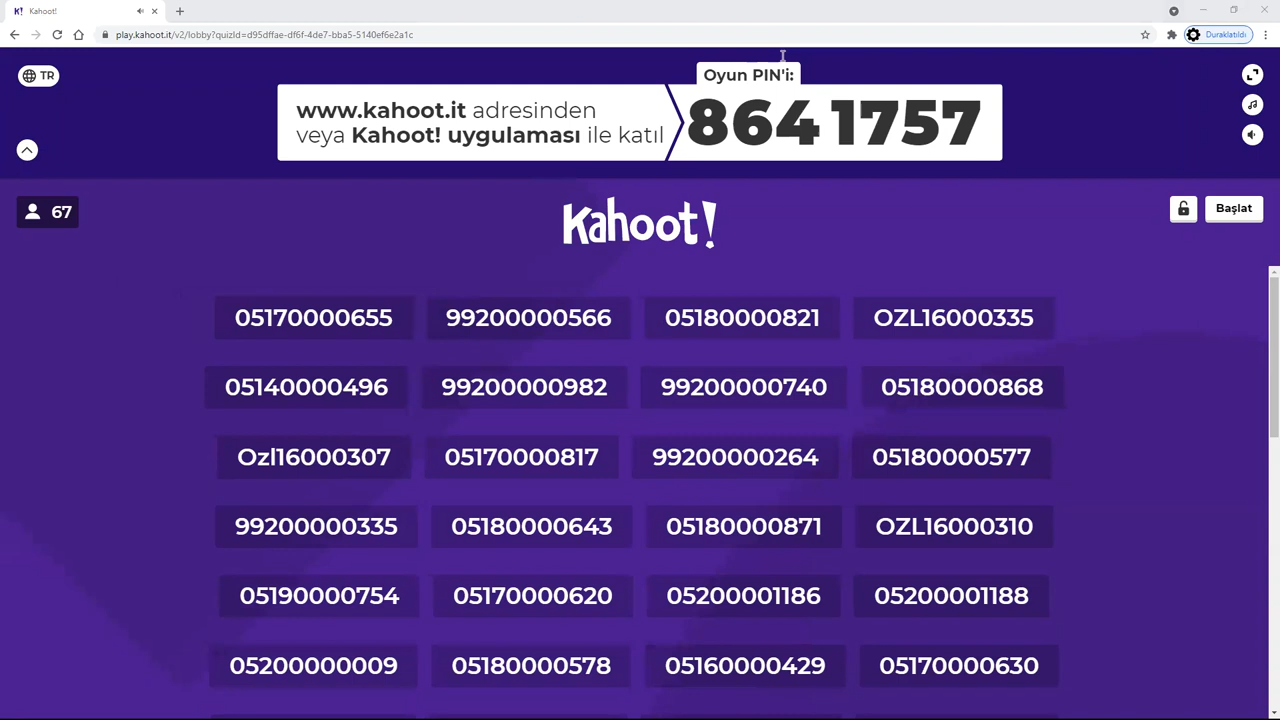 Kahoot!
play.kahoot.it/v2/lobby?quizId=d95dffae-df6f-4de7-bba5-5140ef6e2a1c
Duraklatıldı
TR
Oyun PIN'i:
www.kahoot.it adresinden
veya Kahoot! uygulaması ile katıl
864 1757
67
Kahoot!
Başlat
05170000655 99200000566 05180000821 OZL16000335
05140000496 99200000982 99200000740 05180000868
Ozl16000307 05170000817 99200000264 05180000577
99200000335 05180000643 05180000871 OZL16000310
05190000754 05170000620 05200001186 05200001188
05200000009 05180000578 05160000429 05170000630